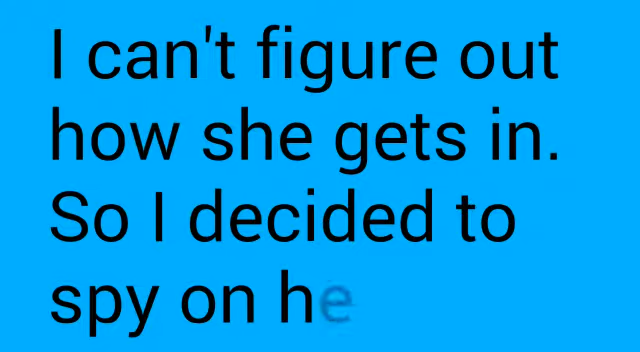 I can't figure out
how she gets in.
So I decided to
spy on he